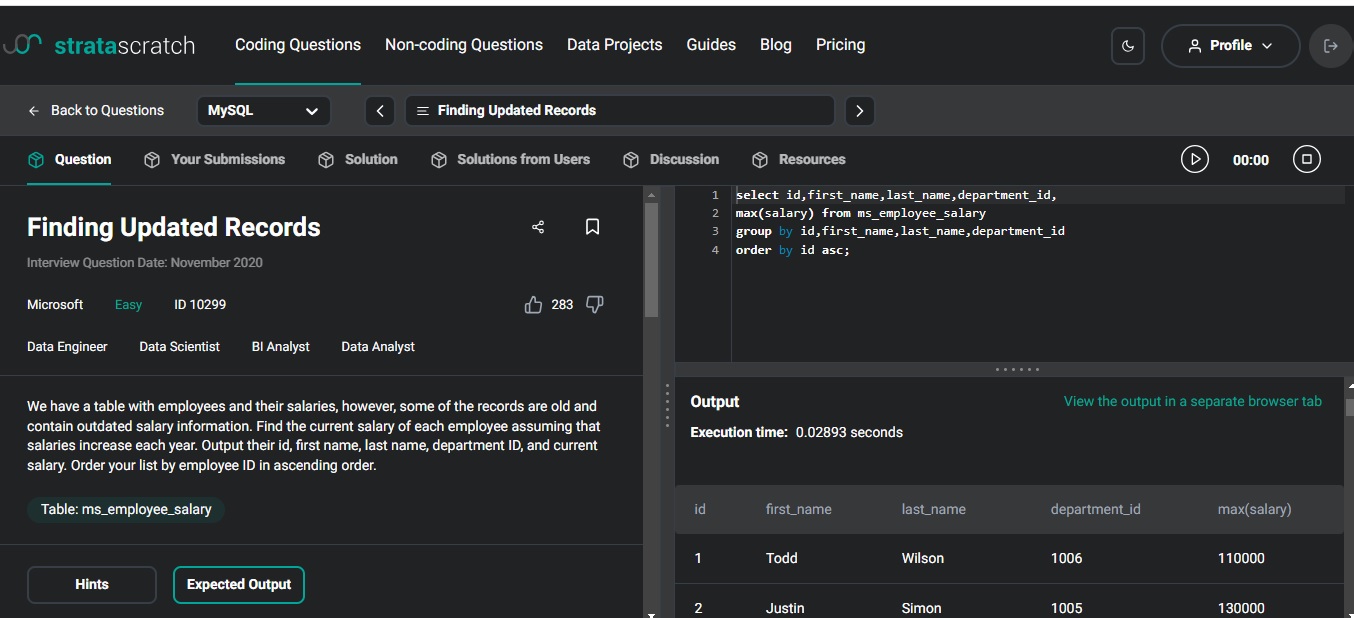 stratascratch
Coding Questions
Non-coding Questions
Data Projects
Guides
Blog
Pricing
Profile
Back to Questions
MySQL
Finding Updated Records
Question
Your Submissions
Solution
Solutions from Users
Discussion
Resources
00:00
Finding Updated Records
Interview Question Date: November 2020
Microsoft
Easy
ID 10299
283
Data Engineer
Data Scientist
BI Analyst
Data Analyst
We have a table with employees and their salaries, however, some of the records are old and
contain outdated salary information. Find the current salary of each employee assuming that
salaries increase each year. Output their id, first name, last name, department ID, and current
salary. Order your list by employee ID in ascending order.
Table: ms_employee_salary
Hints
Expected Output
1 select id,first_name,last_name,department_id,
2 max(salary) from ms_employee_salary
3 group by id,first_name,last_name,department_id
4 order by id asc;
Output
View the output in a separate browser tab
Execution time: 0.02893 seconds
id first_name last_name department_id max(salary)
1 Todd Wilson 1006 110000
2 Justin Simon 1005 130000